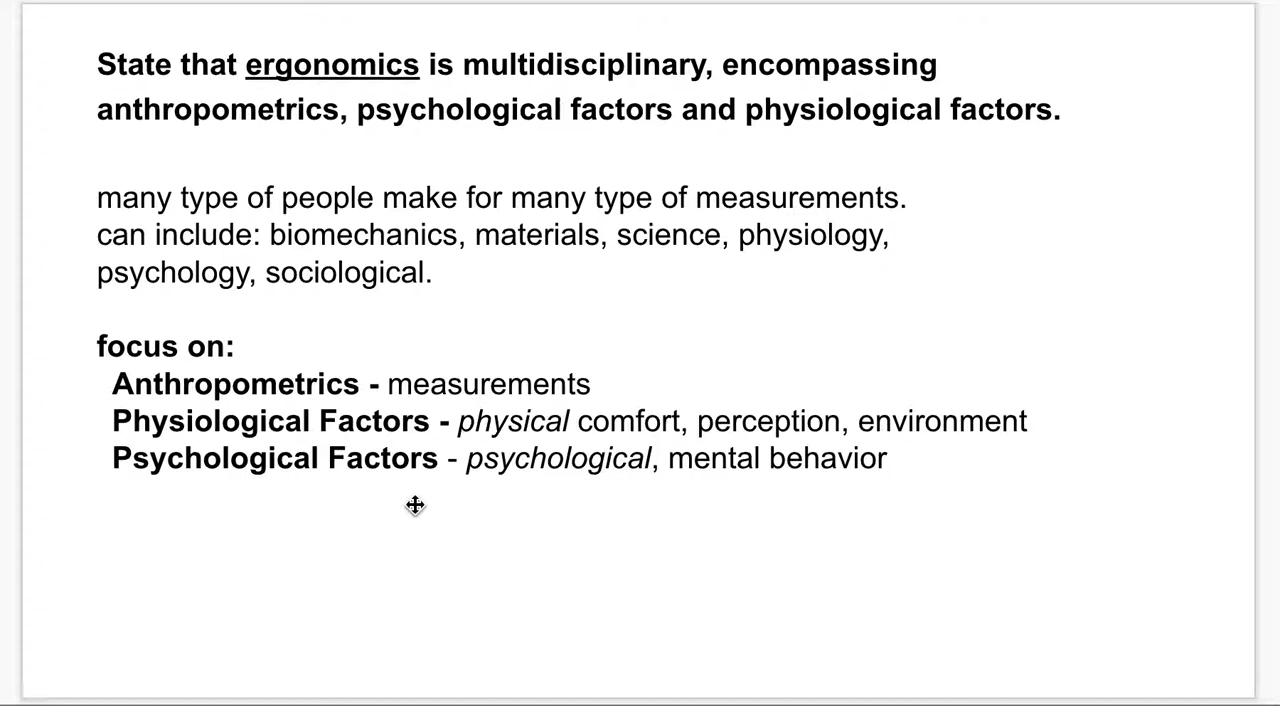 State that ergonomics is multidisciplinary, encompassing
anthropometrics, psychological factors and physiological factors.
many type of people make for many type of measurements.
can include: biomechanics, materials, science, physiology,
psychology, sociological.
focus on:
Anthropometrics - measurements
Physiological Factors - physical comfort, perception, environment
Psychological Factors - psychological, mental behavior